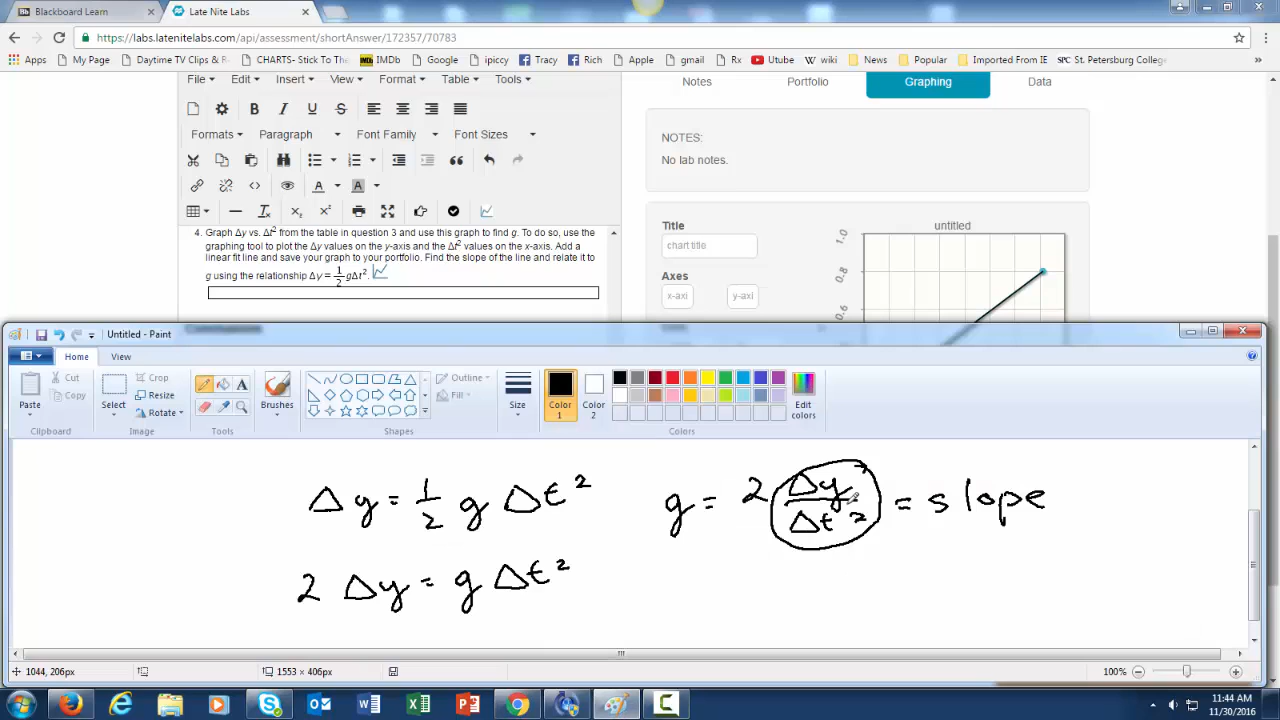 Blackboard Learn
Late Nite Labs
https://labs.latenitelabs.com/api/assessment/shortAnswer/172357/70783
Apps My Page Daytime TV Clips & R CHARTS- Stick To The IMDb Google ipiccy Tracy Rich Apple gmail Rx Utube wiki News Popular Imported From IE SPC St. Petersburg College
File Edit Insert View Format Table Tools
Formats Paragraph Font Family Font Sizes
4. Graph Δy vs. Δt² from the table in question 3 and use this graph to find g. To do so, use the
graphing tool to plot the Δy values on the y-axis and the Δt² values on the x-axis. Add a
linear fit line and save your graph to your portfolio. Find the slope of the line and relate it to
g using the relationship Δy = 1/2 gΔt².
Notes Portfolio Graphing Data
NOTES:
No lab notes.
Title
chart title
Axes
x-axi y-axi
untitled
1.0
0.8
0.6
Untitled - Paint
Home View
Paste
Cut
Copy
Clipboard
Select
Crop
Resize
Rotate
Image
Tools
Brushes
Outline
Fill
Shapes
Size
Color 1
Color 2
Edit colors
Colors
Δy = 1/2 g Δt²
2 Δy = g Δt²
g = 2 Δy/Δt² = slope
1044, 206px
1553 × 406px
100%
11:44 AM
11/30/2016